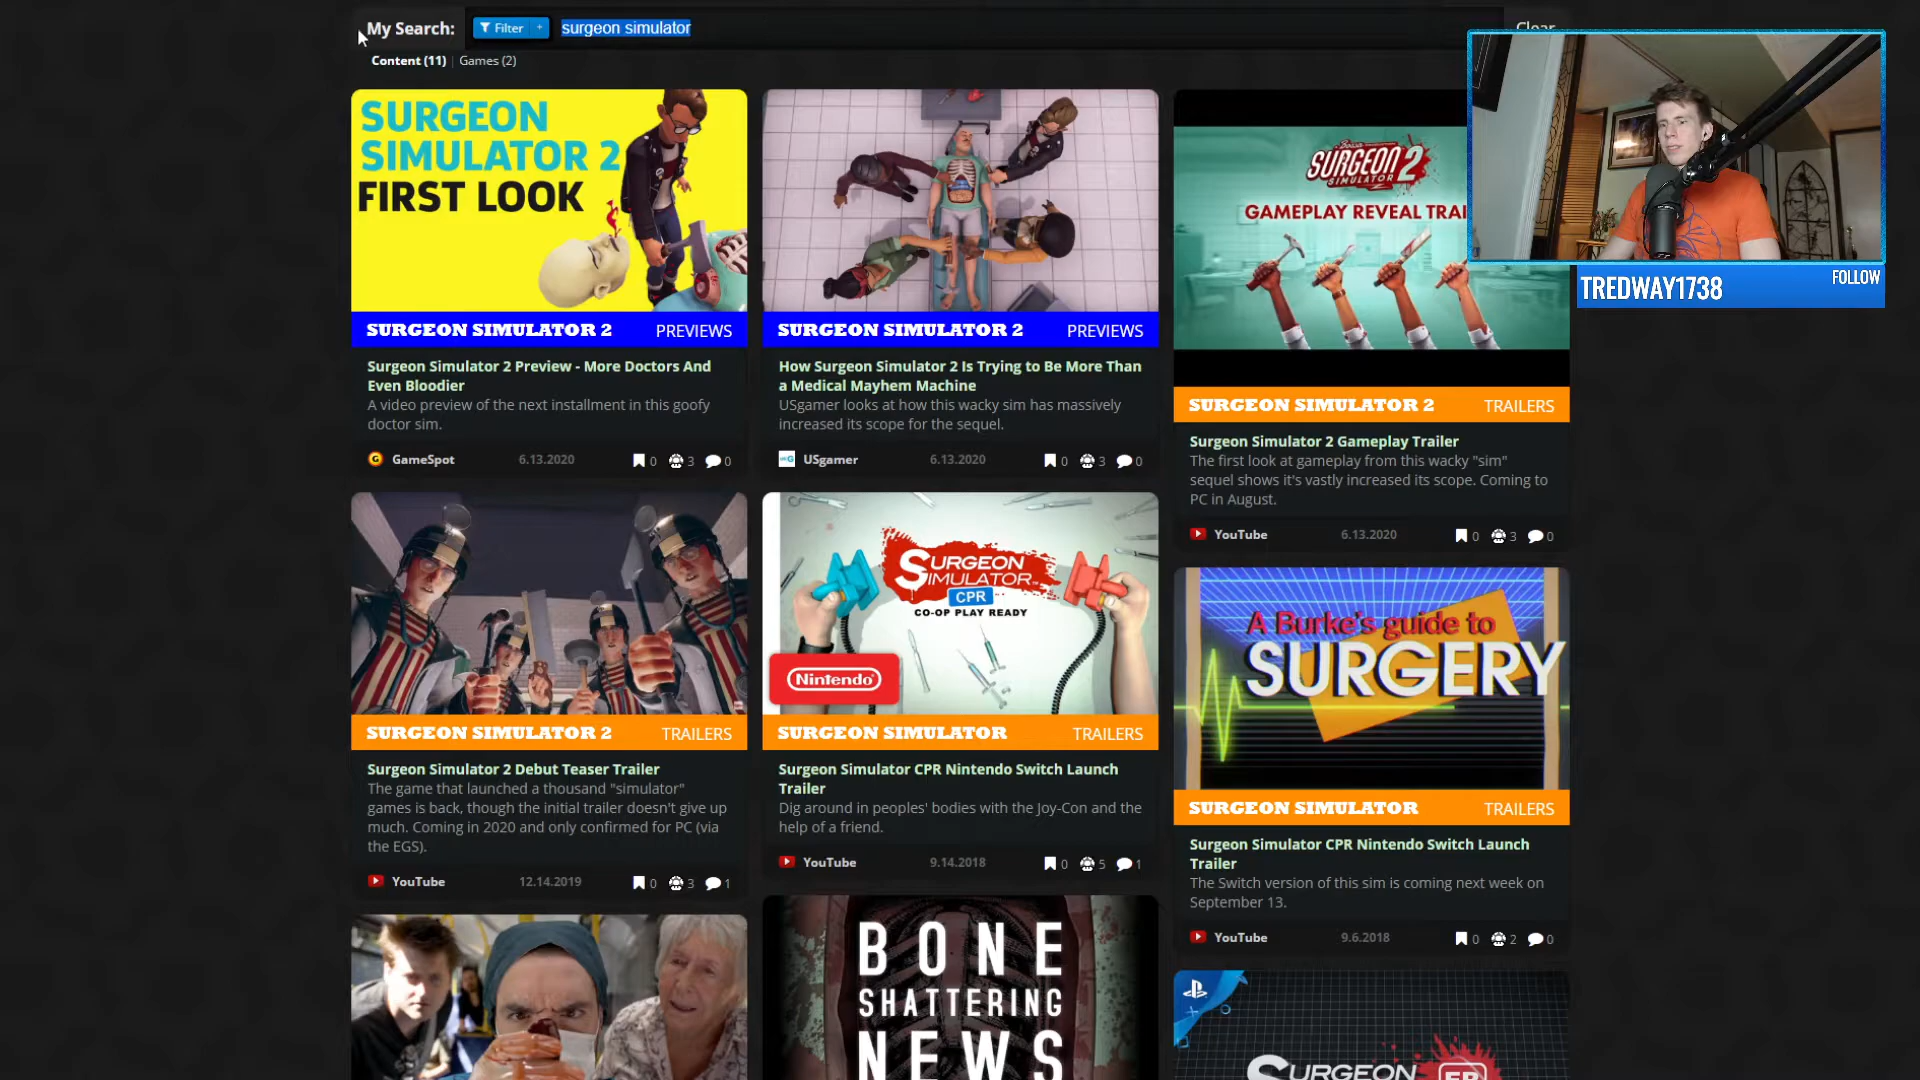 My Search:
Filter +
surgeon simulator
Content (11) | Games (2)
SURGEON
SIMULATOR 2
FIRST LOOK
SURGEON SIMULATOR 2 PREVIEWS
Surgeon Simulator 2 Preview - More Doctors And
Even Bloodier
A video preview of the next installment in this goofy
doctor sim.
GameSpot 6.13.2020 0 3 0
SURGEON SIMULATOR 2 PREVIEWS
How Surgeon Simulator 2 Is Trying to Be More Than
a Medical Mayhem Machine
USgamer looks at how this wacky sim has massively
increased its scope for the sequel.
USgamer 6.13.2020 0 3 0
SURGEON 2
SIMULATOR
GAMEPLAY REVEAL TRAI
SURGEON SIMULATOR 2 TRAILERS
Surgeon Simulator 2 Gameplay Trailer
The first look at gameplay from this wacky "sim"
sequel shows it's vastly increased its scope. Coming to
PC in August.
YouTube 6.13.2020 0 3 0
TREDWAY1738
FOLLOW
SURGEON SIMULATOR 2 TRAILERS
Surgeon Simulator 2 Debut Teaser Trailer
The game that launched a thousand "simulator"
games is back, though the initial trailer doesn't give up
much. Coming in 2020 and only confirmed for PC (via
the EGS).
YouTube 12.14.2019 0 3 1
SURGEON
SIMULATOR
CPR
CO-OP PLAY READY
Nintendo
SURGEON SIMULATOR TRAILERS
Surgeon Simulator CPR Nintendo Switch Launch
Trailer
Dig around in peoples' bodies with the Joy-Con and the
help of a friend.
YouTube 9.14.2018 0 5 1
A Burke's guide to
SURGERY
SURGEON SIMULATOR TRAILERS
Surgeon Simulator CPR Nintendo Switch Launch
Trailer
The Switch version of this sim is coming next week on
September 13.
YouTube 9.6.2018 0 2 0
BONE
SHATTERING
NEWS
SURGEON